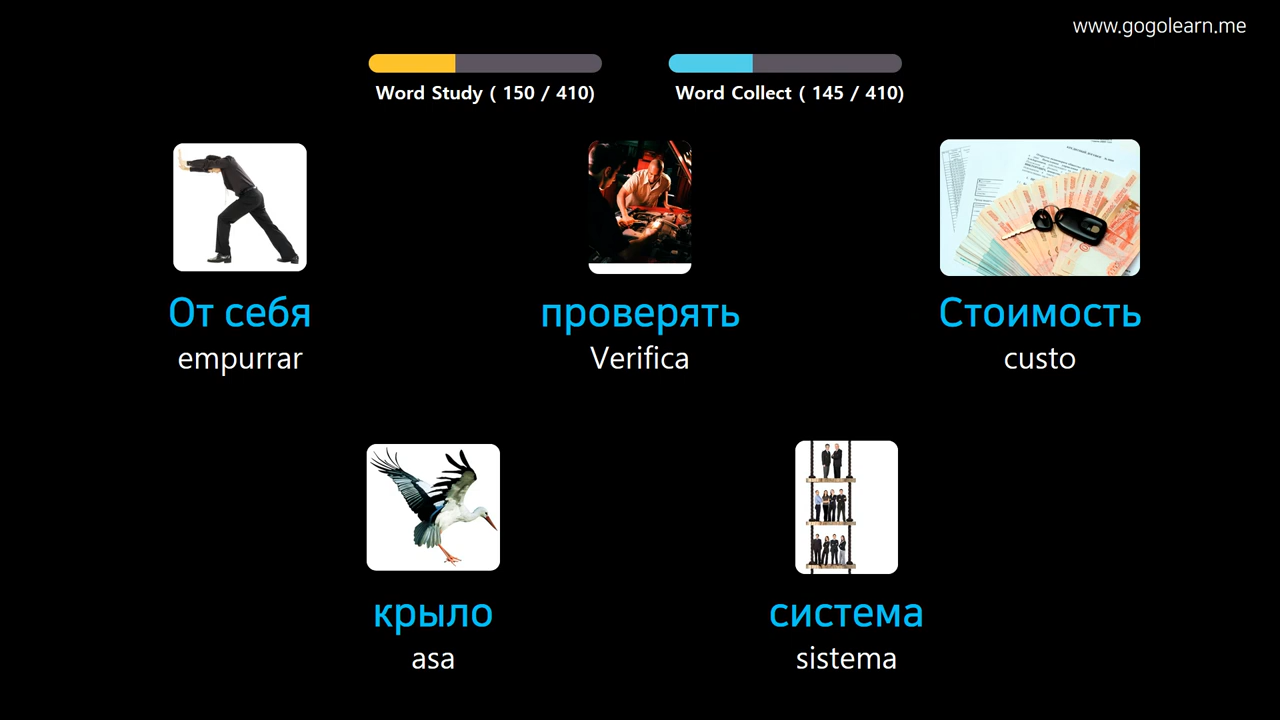 www.gogolearn.me
Word Study ( 150 / 410)
Word Collect ( 145 / 410)
От себя
empurrar
проверять
Verifica
Стоимость
custo
крыло
asa
система
sistema